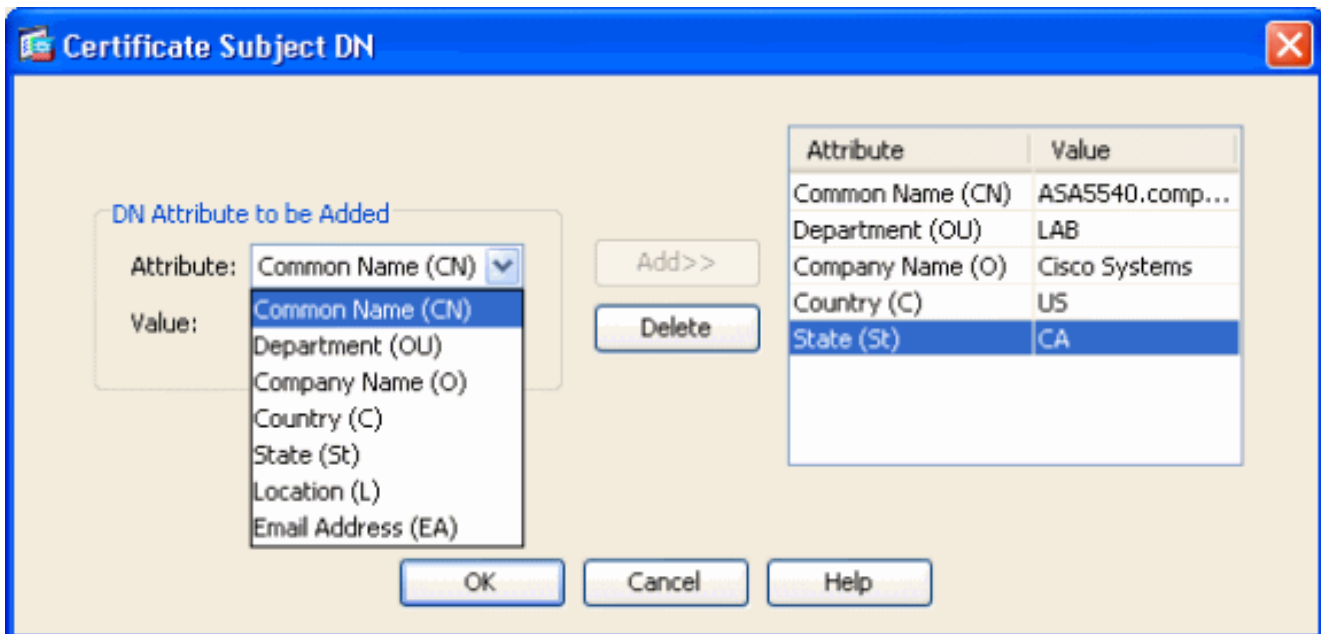 Certificate Subject DN
DN Attribute to be Added
Attribute: Common Name (CN)
Value:
Common Name (CN)
Department (OU)
Company Name (O)
Country (C)
State (St)
Location (L)
Email Address (EA)
Add>>
Delete
Attribute Value
Common Name (CN) ASA5540.comp...
Department (OU) LAB
Company Name (O) Cisco Systems
Country (C) US
State (St) CA
OK Cancel Help